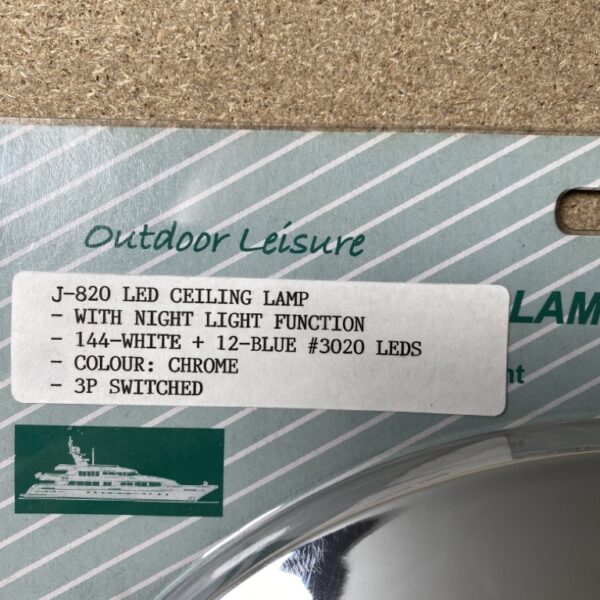 Outdoor Leisure
J-820 LED CEILING LAMP
- WITH NIGHT LIGHT FUNCTION
- 144-WHITE + 12-BLUE #3020 LEDS
- COLOUR: CHROME
- 3P SWITCHED